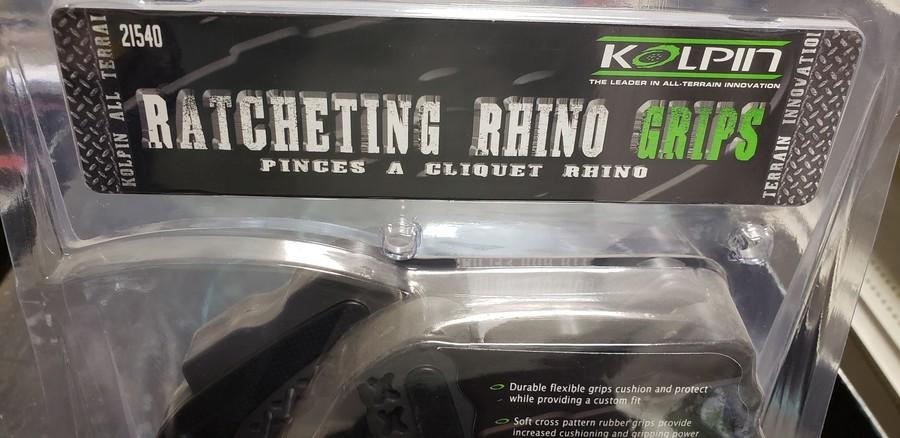 21540
KOLPIN
THE LEADER IN ALL-TERRAIN INNOVATION
KOLPIN ALL TERRAI
RATCHETING RHINO GRIPS
PINCES A CLIQUET RHINO
TERRAIN INNOVATION
Durable flexible grips cushion and protect
while providing a custom fit
Soft cross pattern rubber grips provide
increased cushioning and gripping power